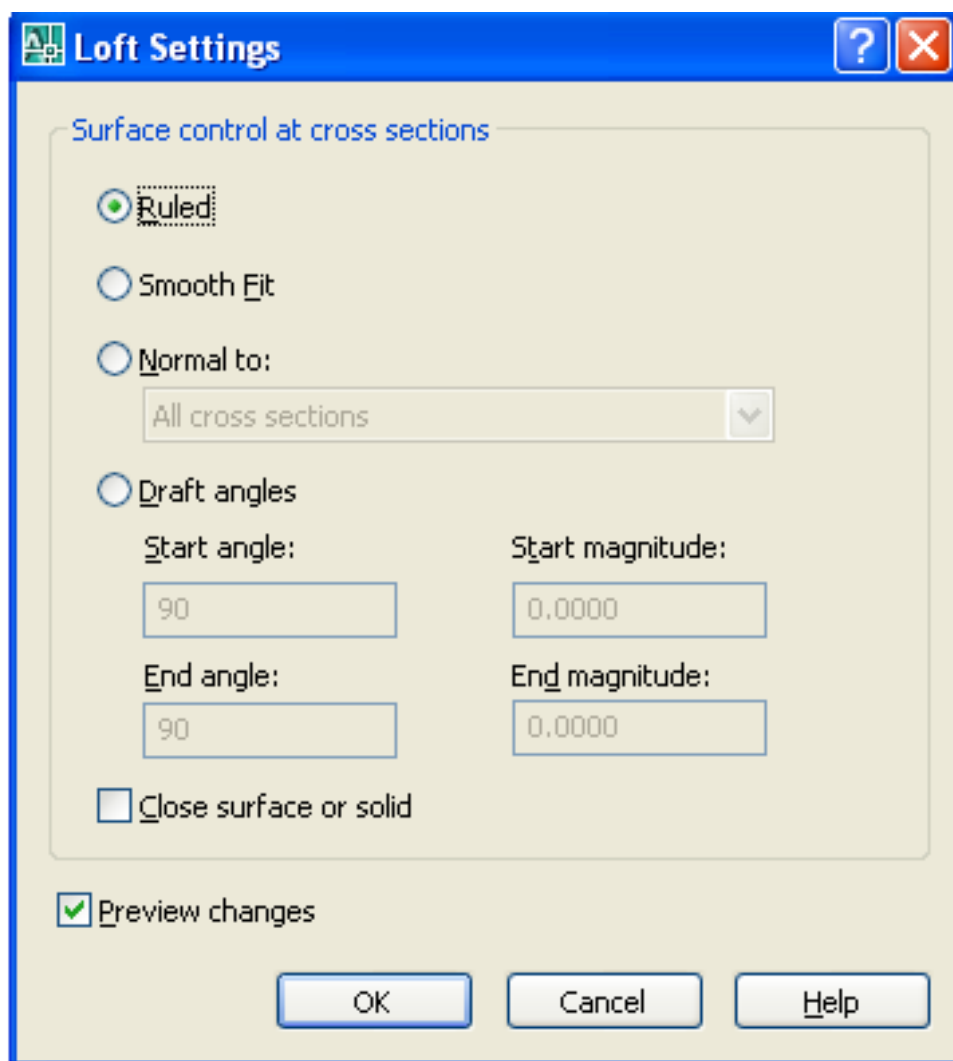 Loft Settings
Surface control at cross sections
Ruled
Smooth Fit
Normal to:
All cross sections
Draft angles
Start angle: Start magnitude:
90 0.0000
End angle: End magnitude:
90 0.0000
Close surface or solid
Preview changes
OK Cancel Help